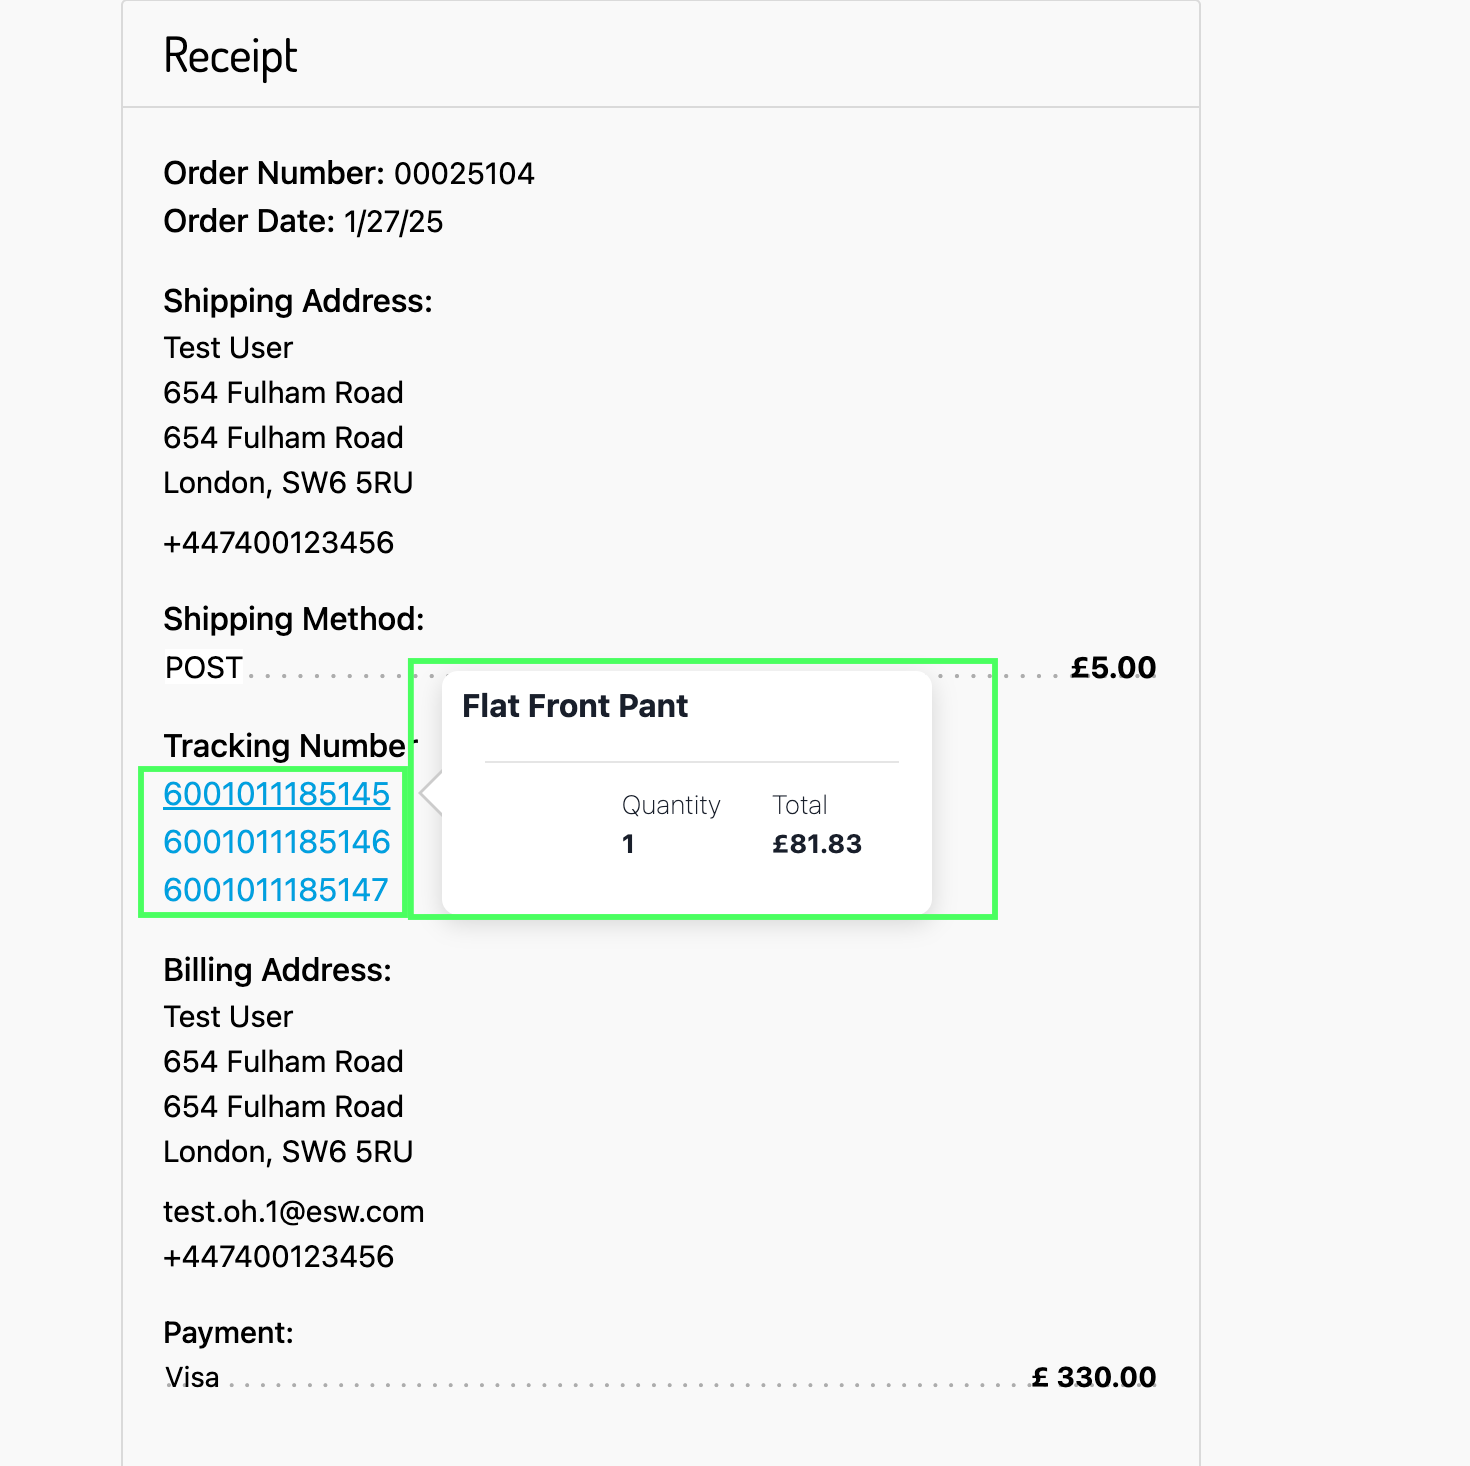 Receipt
Order Number: 00025104
Order Date: 1/27/25
Shipping Address:
Test User
654 Fulham Road
654 Fulham Road
London, SW6 5RU
+447400123456
Shipping Method:
POST £5.00
Tracking Number
6001011185145
6001011185146
6001011185147
Flat Front Pant
Quantity Total
1 £81.83
Billing Address:
Test User
654 Fulham Road
654 Fulham Road
London, SW6 5RU
test.oh.1@esw.com
+447400123456
Payment:
Visa £ 330.00